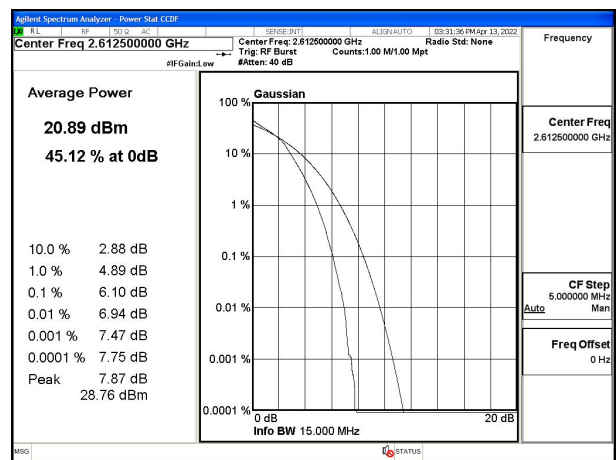 Agilent Spectrum Analyzer - Power Stat CCDF
RL RF 50 Ω AC SENSE:INT ALIGN AUTO 03:31:36 PM Apr 13, 2022
Center Freq 2.612500000 GHz
Center Freq: 2.612500000 GHz Radio Std: None
Trig: RF Burst Counts:1.00 M/1.00 Mpt
#IFGain:Low #Atten: 40 dB
Frequency
Average Power
20.89 dBm
45.12 % at 0dB
10.0 % 2.88 dB
1.0 % 4.89 dB
0.1 % 6.10 dB
0.01 % 6.94 dB
0.001 % 7.47 dB
0.0001 % 7.75 dB
Peak 7.87 dB
28.76 dBm
Gaussian
100 %
10 %
1 %
0.1 %
0.01 %
0.001 %
0.0001 %
0 dB 20 dB
Info BW 15.000 MHz
Center Freq
2.612500000 GHz
CF Step
5.000000 MHz
Auto Man
Freq Offset
0 Hz
MSG STATUS